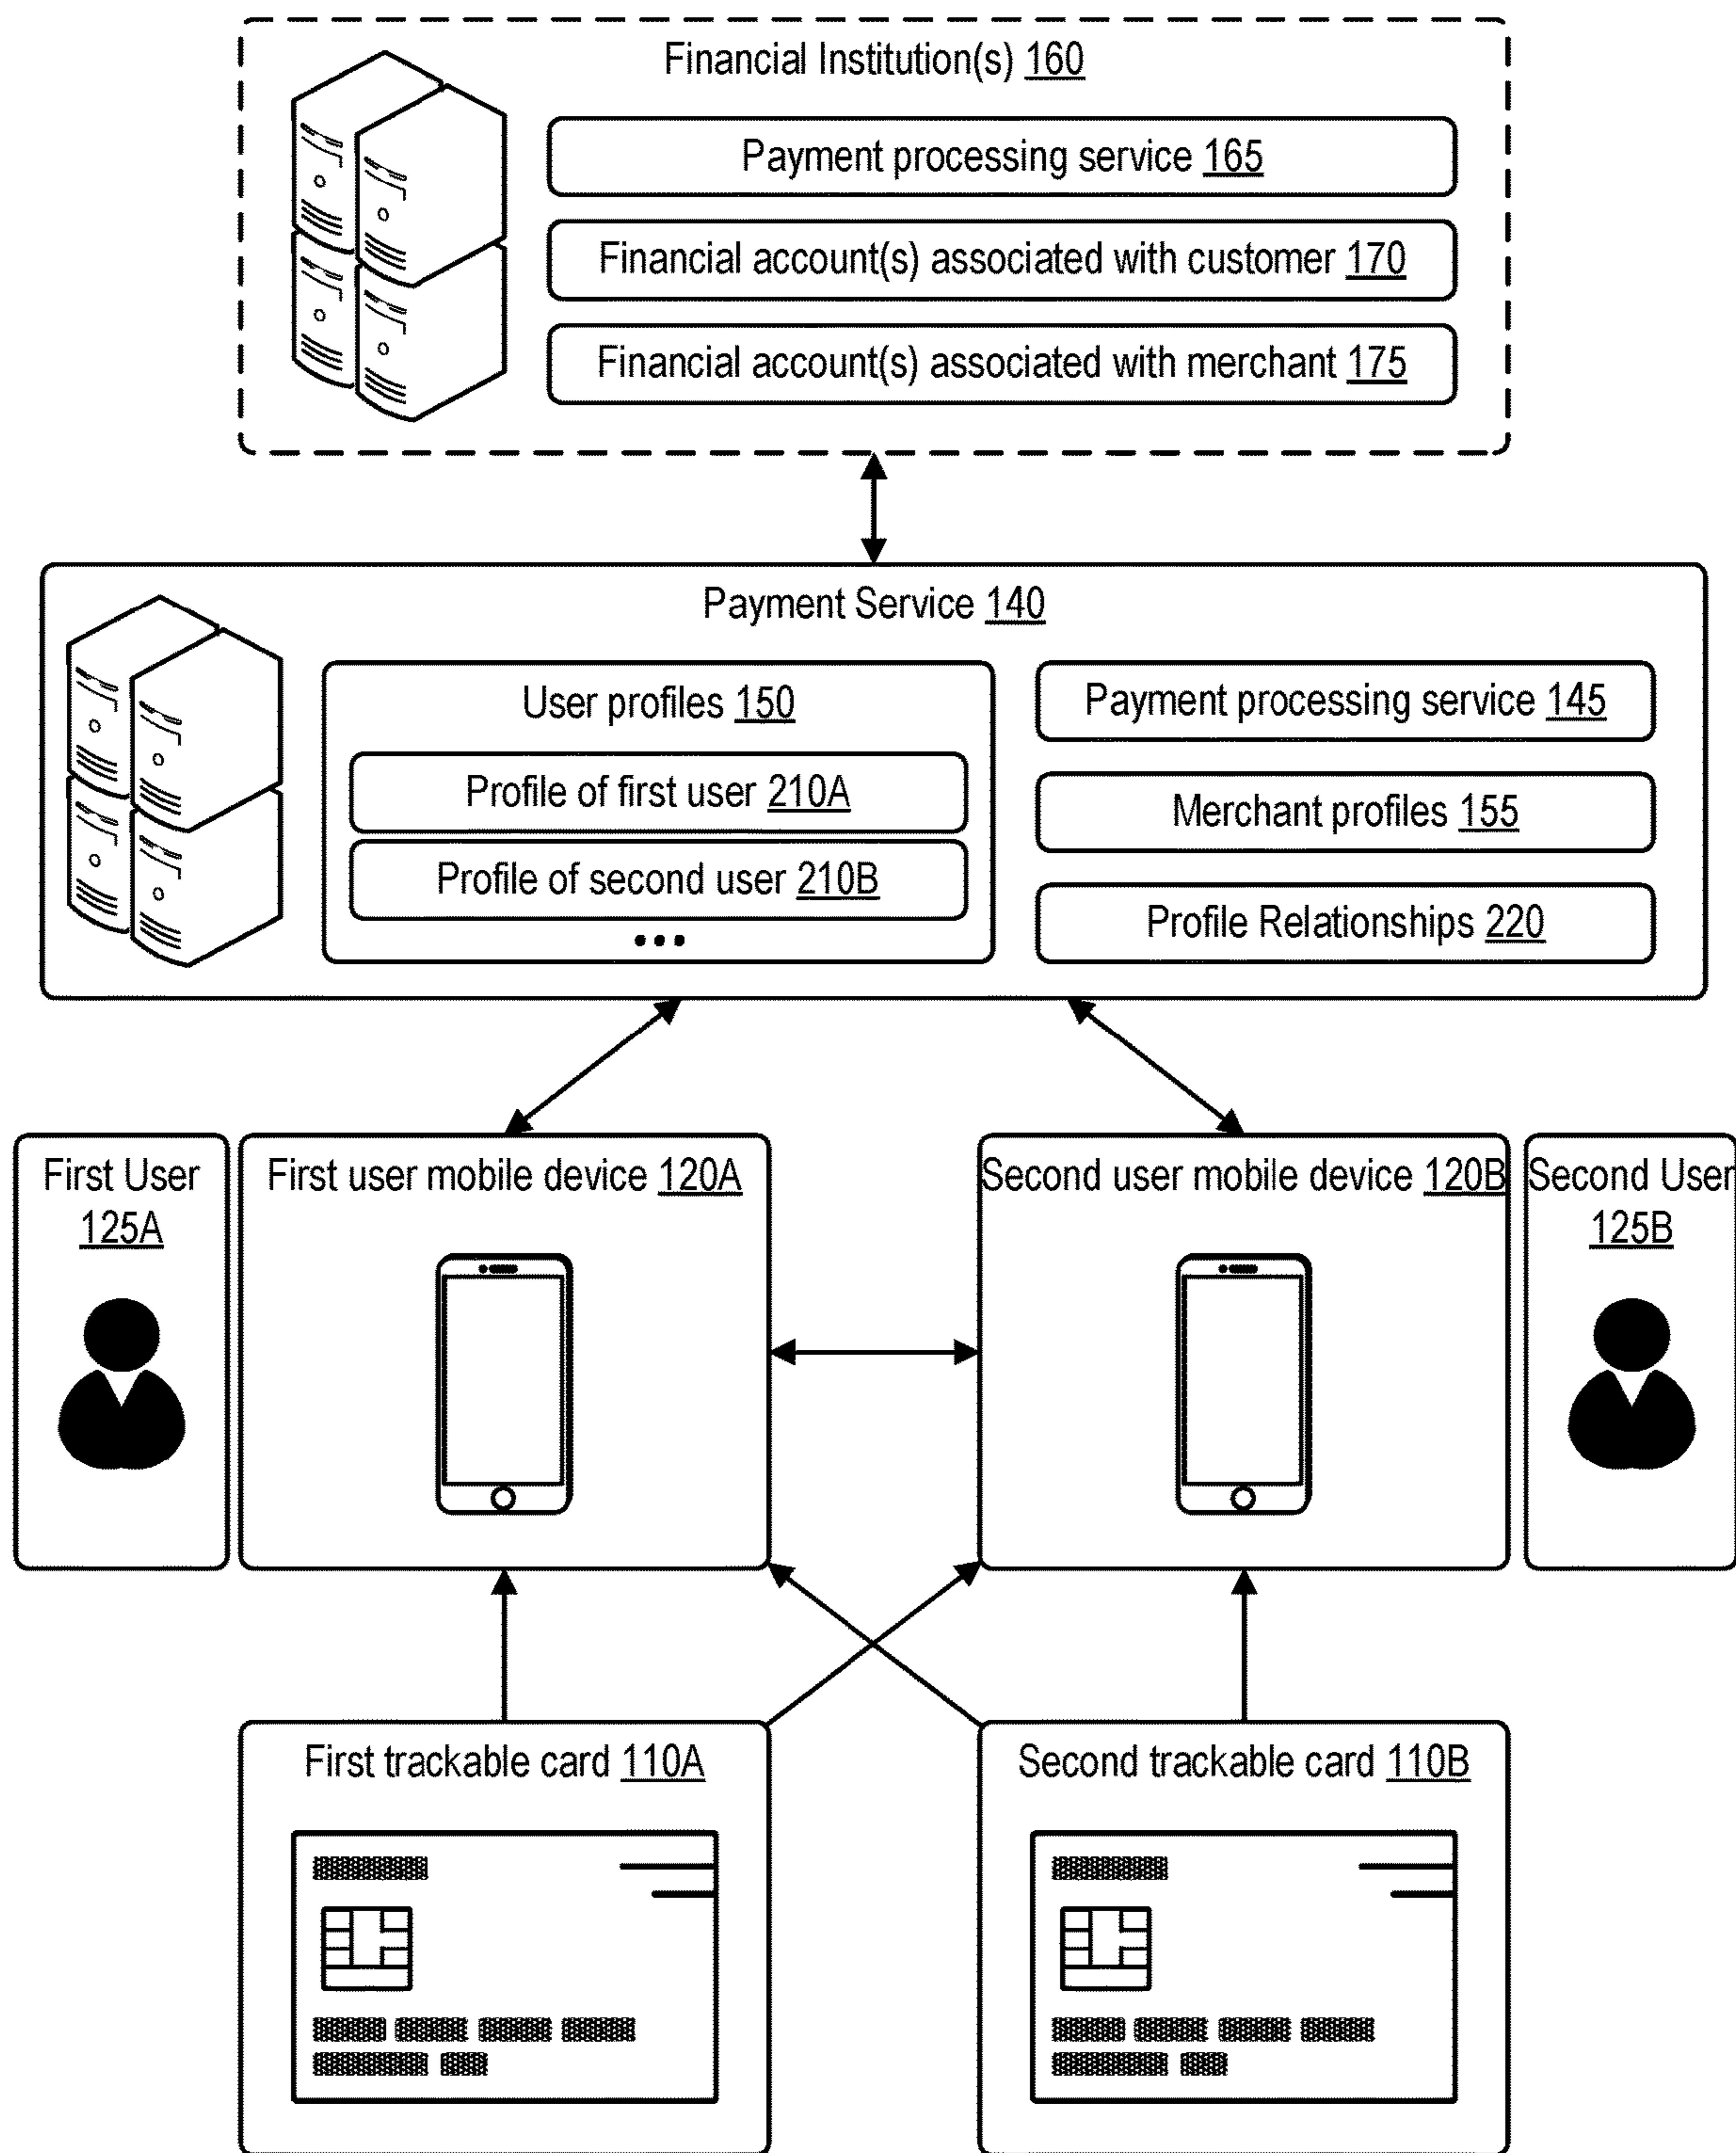 Financial Institution(s) 160
Payment processing service 165
Financial account(s) associated with customer 170
Financial account(s) associated with merchant 175
Payment Service 140
User profiles 150
Profile of first user 210A
Profile of second user 210B
...
Payment processing service 145
Merchant profiles 155
Profile Relationships 220
First User
125A
First user mobile device 120A
Second user mobile device 120B
Second User
125B
First trackable card 110A
Second trackable card 110B